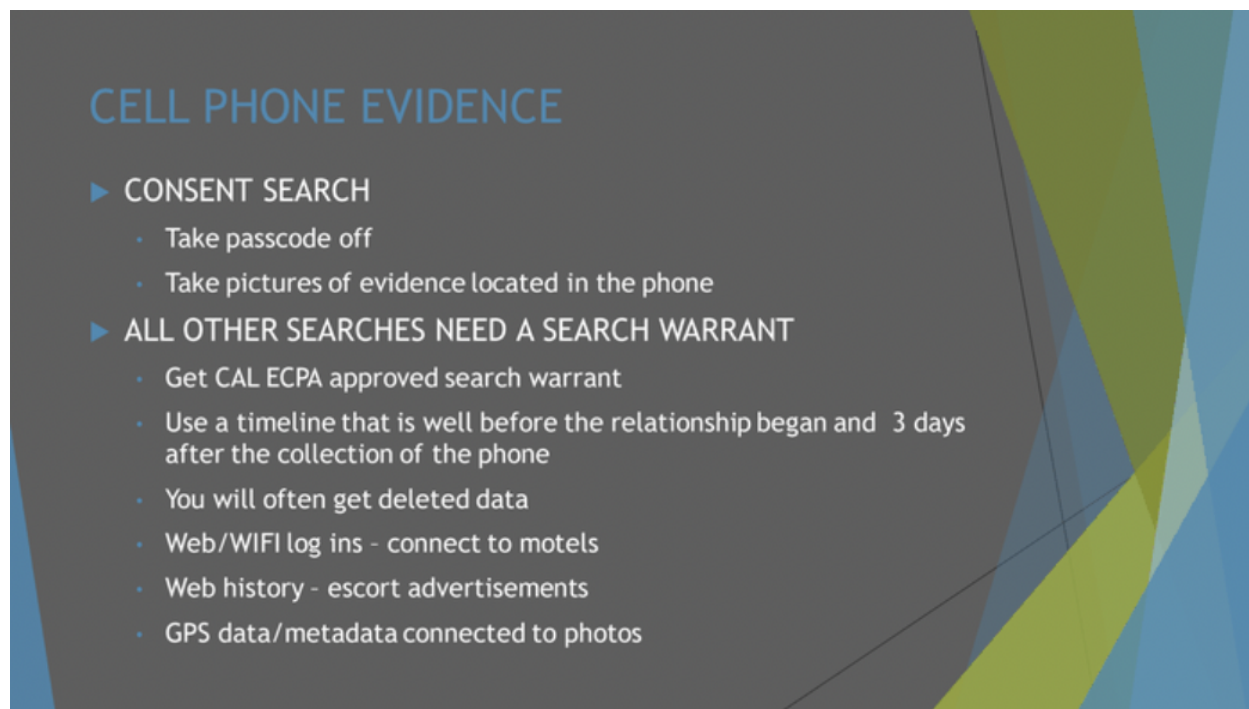 CELL PHONE EVIDENCE
CONSENT SEARCH
Take passcode off
Take pictures of evidence located in the phone
ALL OTHER SEARCHES NEED A SEARCH WARRANT
Get CAL ECPA approved search warrant
Use a timeline that is well before the relationship began and 3 days
after the collection of the phone
You will often get deleted data
Web/WIFI log ins – connect to motels
Web history – escort advertisements
GPS data/metadata connected to photos